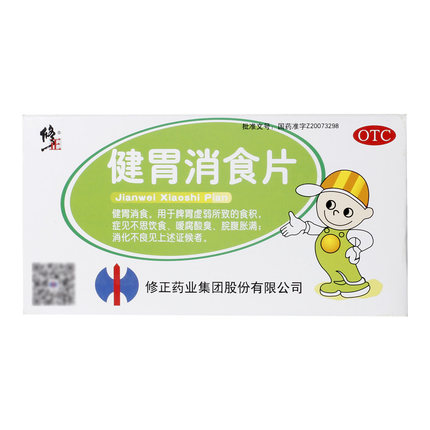 批准文号：国药准字Z20073298
OTC
修正
健胃消食片
Jianwei Xiaoshi Pian
健胃消食。用于脾胃虚弱所致的食积，
症见不思饮食、嗳腐酸臭、脘腹胀满；
消化不良见上述证候者。
修正药业集团股份有限公司